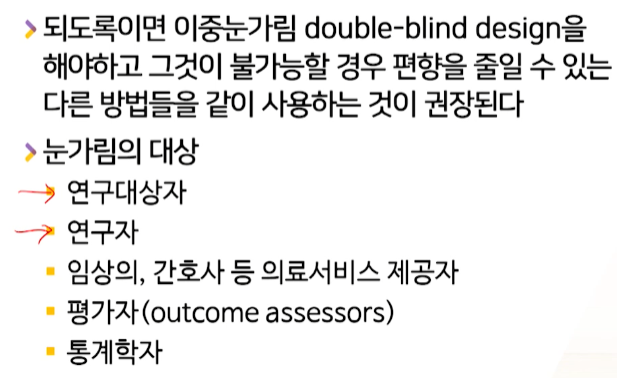 되도록이면 이중눈가림 double-blind design을
해야하고 그것이 불가능할 경우 편향을 줄일 수 있는
다른 방법들을 같이 사용하는 것이 권장된다
눈가림의 대상
연구대상자
연구자
임상의, 간호사 등 의료서비스 제공자
평가자(outcome assessors)
통계학자